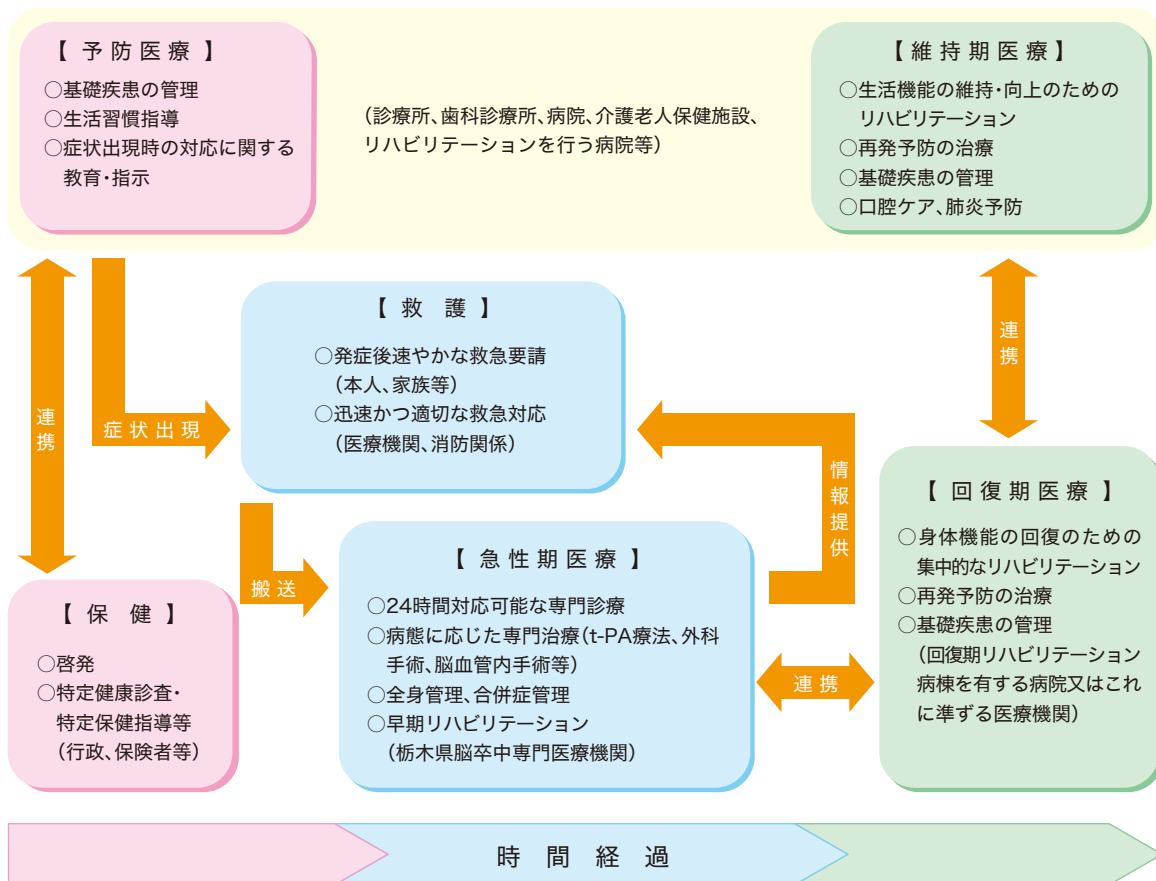 【 予防医療 】
○基礎疾患の管理
○生活習慣指導
○症状出現時の対応に関する
教育・指示
（診療所、歯科診療所、病院、介護老人保健施設、
リハビリテーションを行う病院等）
【 維持期医療 】
○生活機能の維持・向上のための
リハビリテーション
○再発予防の治療
○基礎疾患の管理
○口腔ケア、肺炎予防
連携
症状出現
【 救 護 】
○発症後速やかな救急要請
（本人、家族等）
○迅速かつ適切な救急対応
（医療機関、消防関係）
情報提供
連携
搬送
【 保 健 】
○啓発
○特定健康診査・
特定保健指導等
（行政、保険者等）
【 急性期医療 】
○24時間対応可能な専門診療
○病態に応じた専門治療（t-PA療法、外科
手術、脳血管内手術等）
○全身管理、合併症管理
○早期リハビリテーション
（栃木県脳卒中専門医療機関）
連携
【 回復期医療 】
○身体機能の回復のための
集中的なリハビリテーション
○再発予防の治療
○基礎疾患の管理
（回復期リハビリテーション
病棟を有する病院又はこれ
に準ずる医療機関）
時間経過